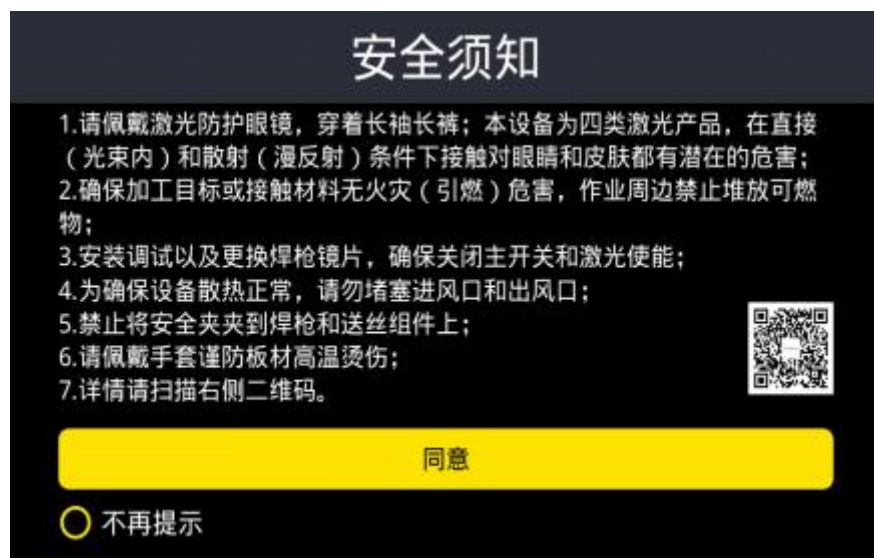 安全须知
1.请佩戴激光防护眼镜，穿着长袖长裤；本设备为四类激光产品，在直接
（光束内）和散射（漫反射）条件下接触对眼睛和皮肤都有潜在的危害；
2.确保加工目标或接触材料无火灾（引燃）危害，作业周边禁止堆放可燃
物；
3.安装调试以及更换焊枪镜片，确保关闭主开关和激光使能；
4.为确保设备散热正常，请勿堵塞进风口和出风口；
5.禁止将安全夹夹到焊枪和送丝组件上；
6.请佩戴手套谨防板材高温烫伤；
7.详情请扫描右侧二维码。
同意
不再提示